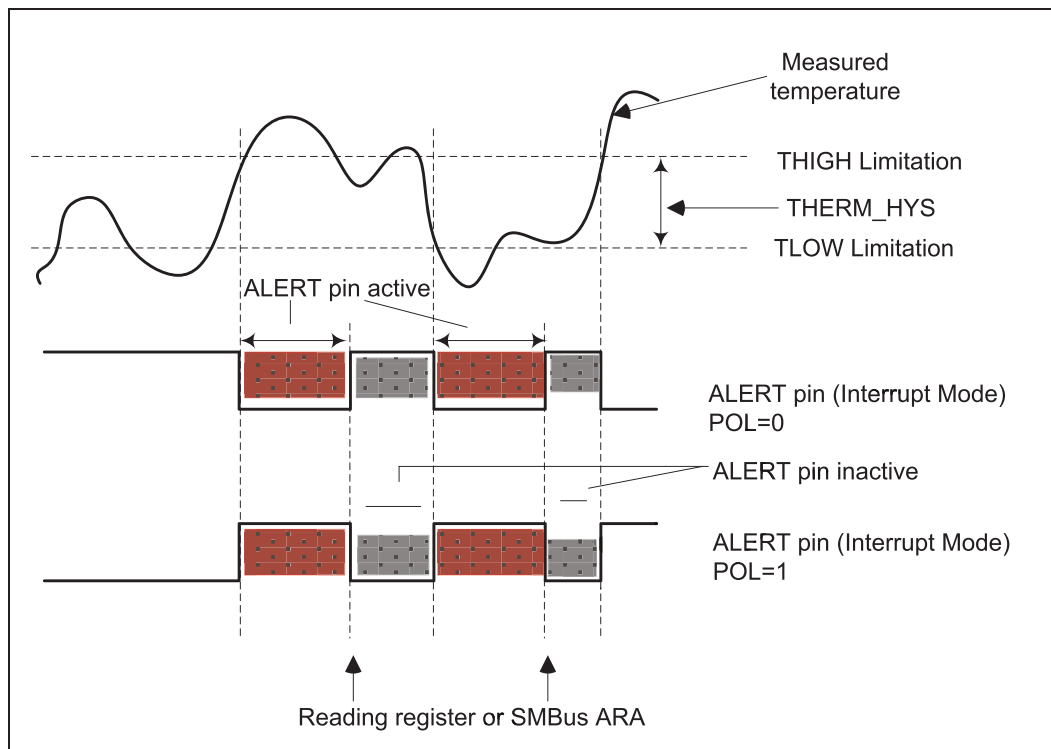 Measured
temperature
THIGH Limitation
THERM_HYS
TLOW Limitation
ALERT pin active
ALERT pin (Interrupt Mode)
POL=0
ALERT pin inactive
ALERT pin (Interrupt Mode)
POL=1
Reading register or SMBus ARA